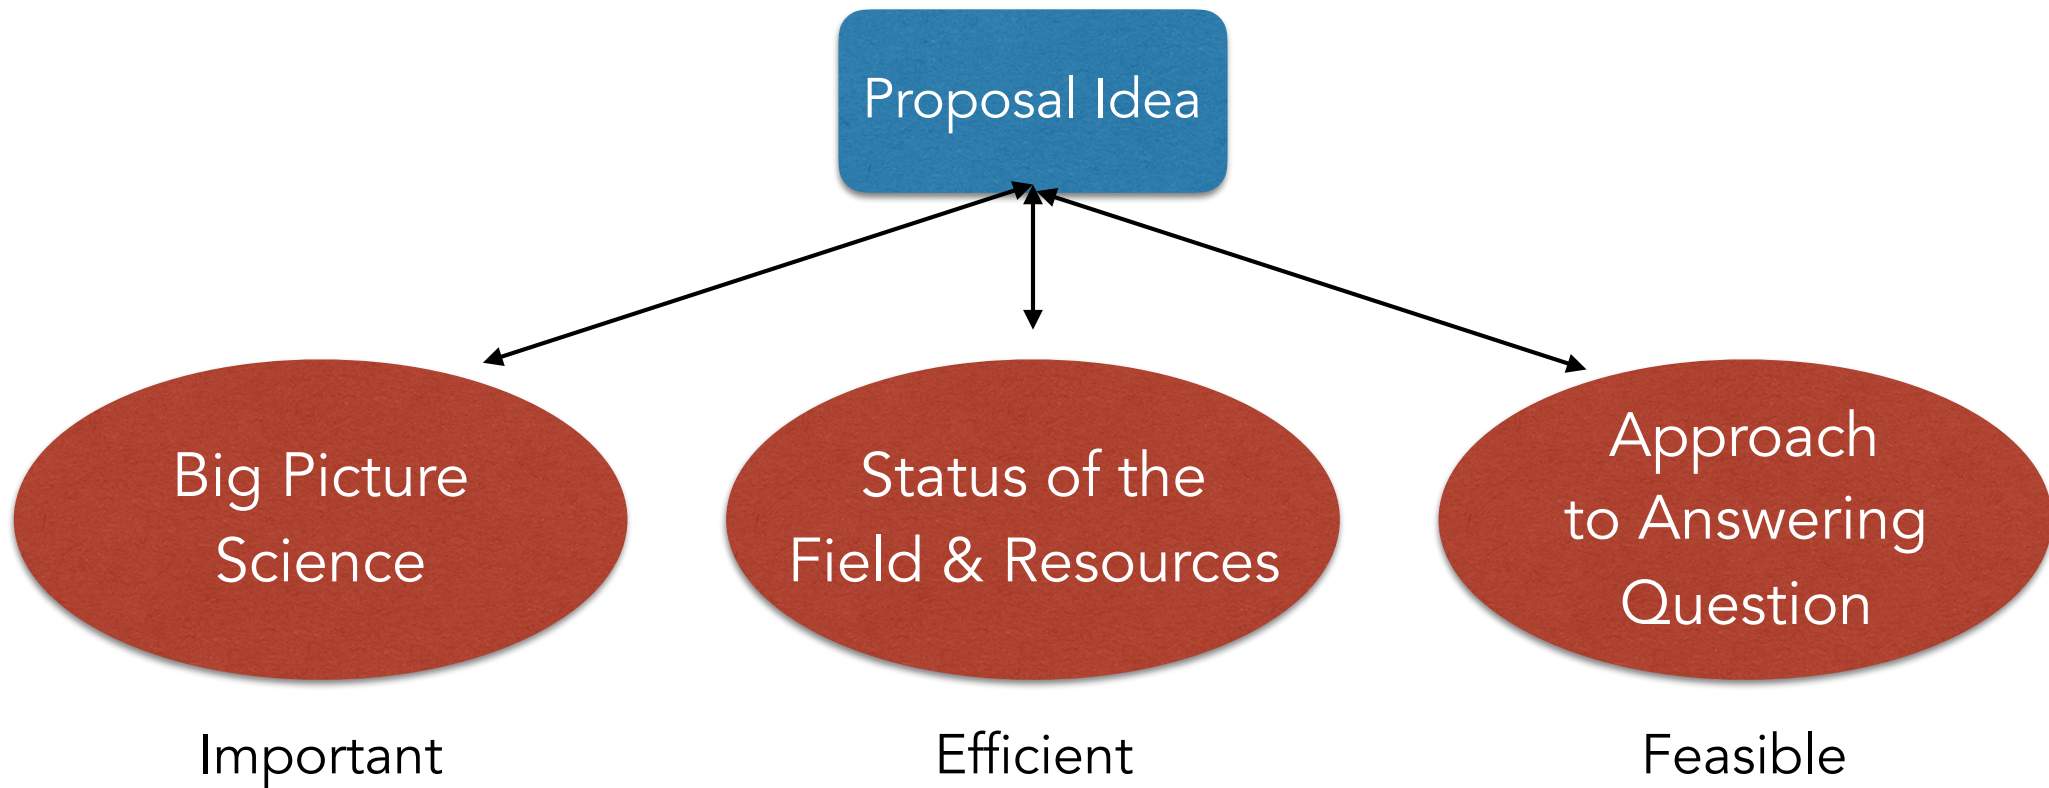 Proposal Idea
Big Picture
Science
Status of the
Field & Resources
Approach
to Answering
Question
Important
Efficient
Feasible